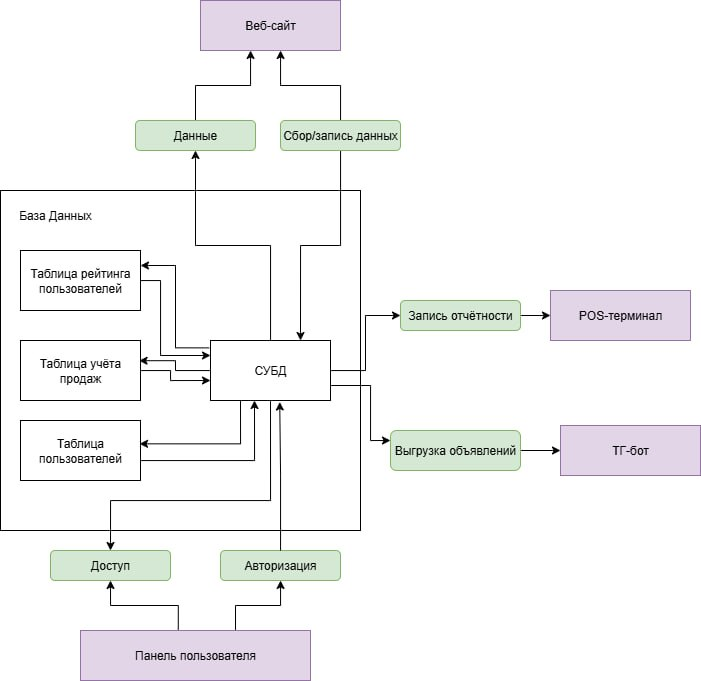 Веб-сайт
Данные
Сбор/запись данных
База Данных
Таблица рейтинга
пользователей
Запись отчётности
POS-терминал
Таблица учёта
продаж
СУБД
Таблица
пользователей
Выгрузка объявлений
ТГ-бот
Доступ
Авторизация
Панель пользователя